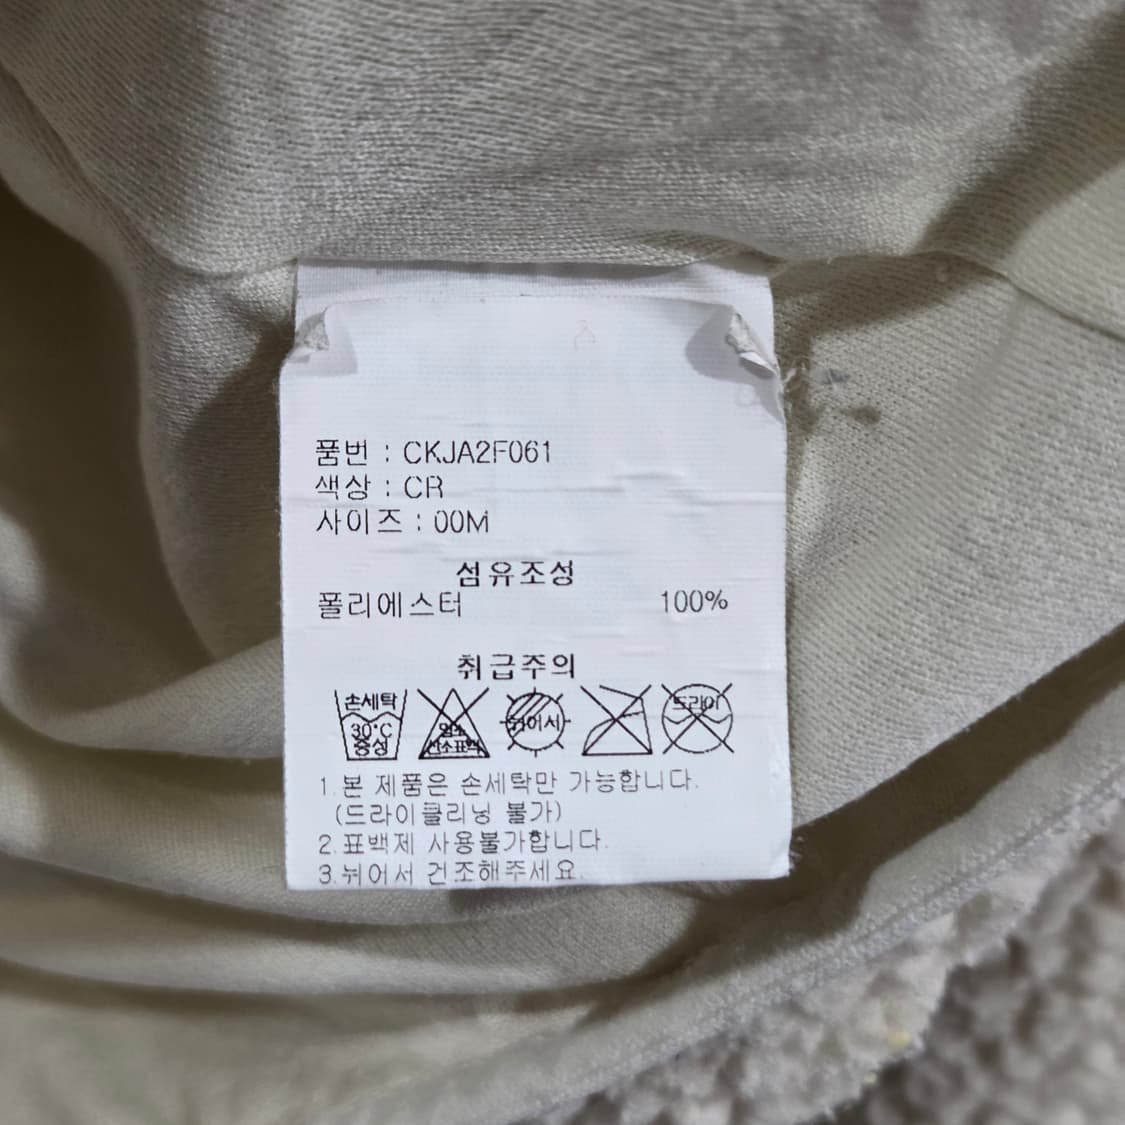 품번 : CKJA2F061
색상 : CR
사이즈 : 00M
섬유조성
폴리에스터 100%
취급주의
손세탁
30°C
중성
염소
산소표백
뉘어서
드라이
1.본 제품은 손세탁만 가능합니다.
(드라이클리닝 불가)
2.표백제 사용불가합니다.
3.뉘어서 건조해주세요.